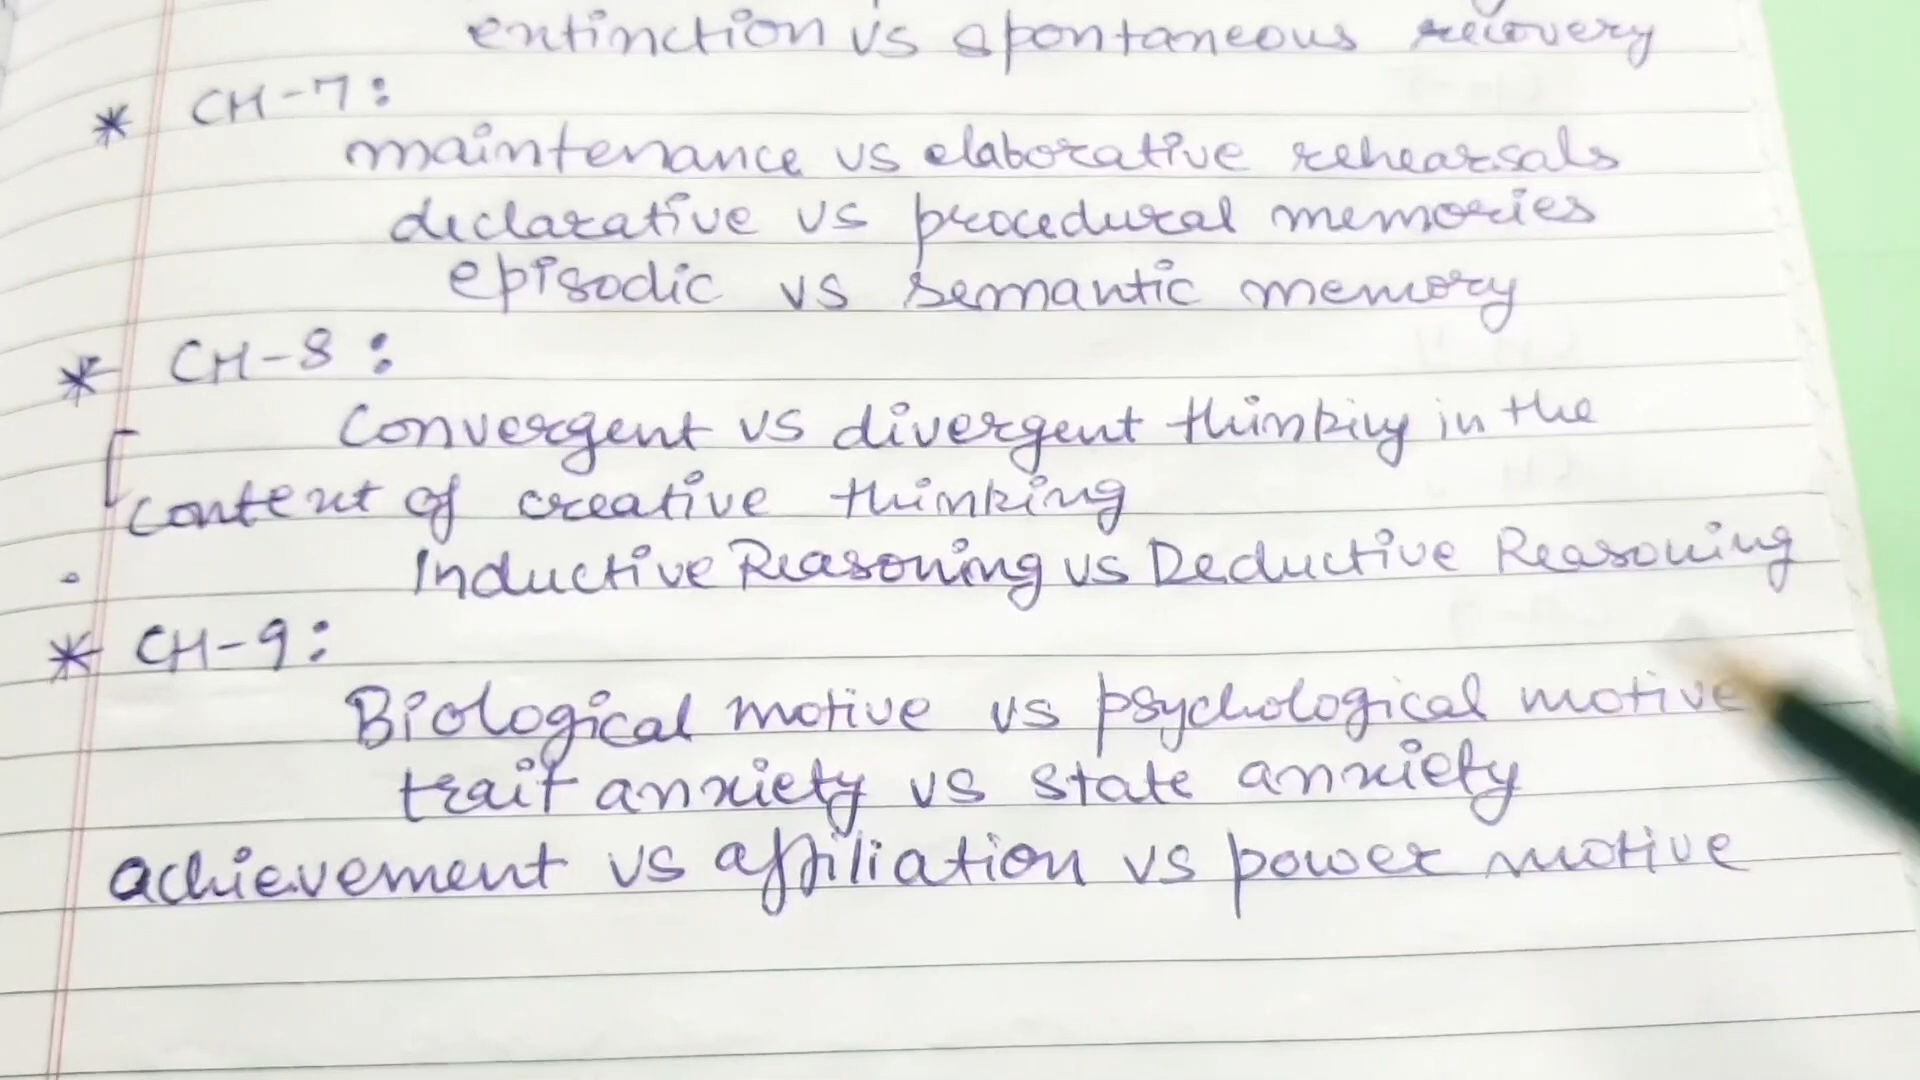 extinction vs spontaneous recovery
* CH-7:
maintenance vs elaborative rehearsals
declarative vs procedural memories
episodic vs semantic memory
* CH-8:
Convergent vs divergent thinking in the
context of creative thinking
Inductive Reasoning vs Deductive Reasoning
* CH-9:
Biological motive vs psychological motive
trait anxiety vs state anxiety
achievement vs affiliation vs power motive